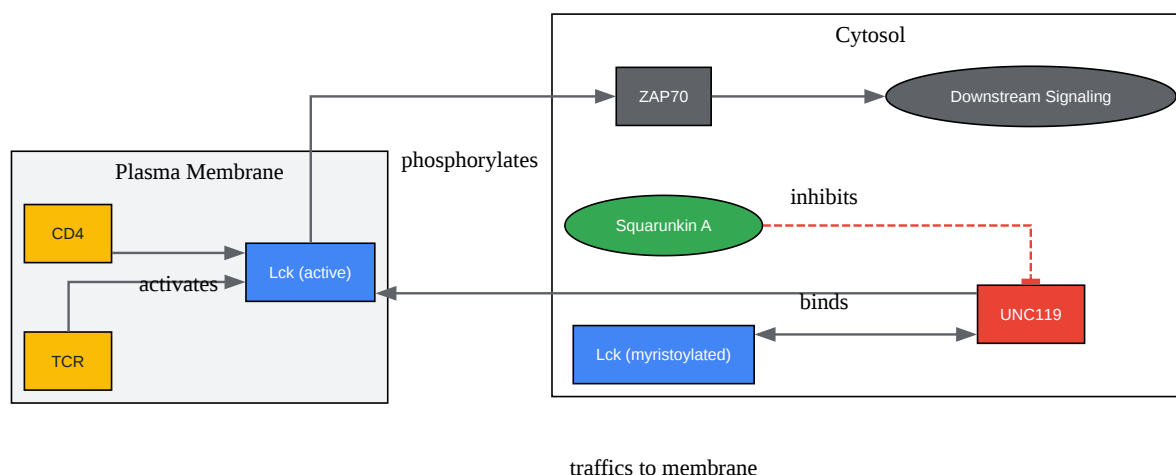 Cytosol
ZAP70
Downstream Signaling
phosphorylates
Plasma Membrane
inhibits
CD4
Squarunkin A
Lck (active)
activates
binds
UNC119
TCR
Lck (myristoylated)
traffics to membrane